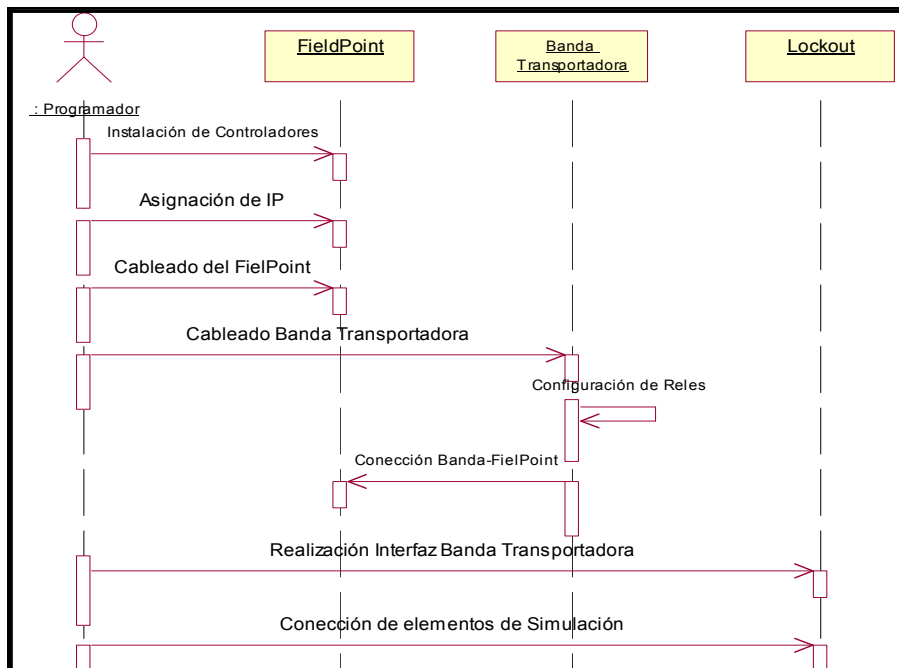 FieldPoint
Banda
Transportadora
Lockout
: Programador
Instalación de Controladores
Asignación de IP
Cableado del FielPoint
Cableado Banda Transportadora
Configuración de Reles
Conección Banda-FielPoint
Realización Interfaz Banda Transportadora
Conección de elementos de Simulación